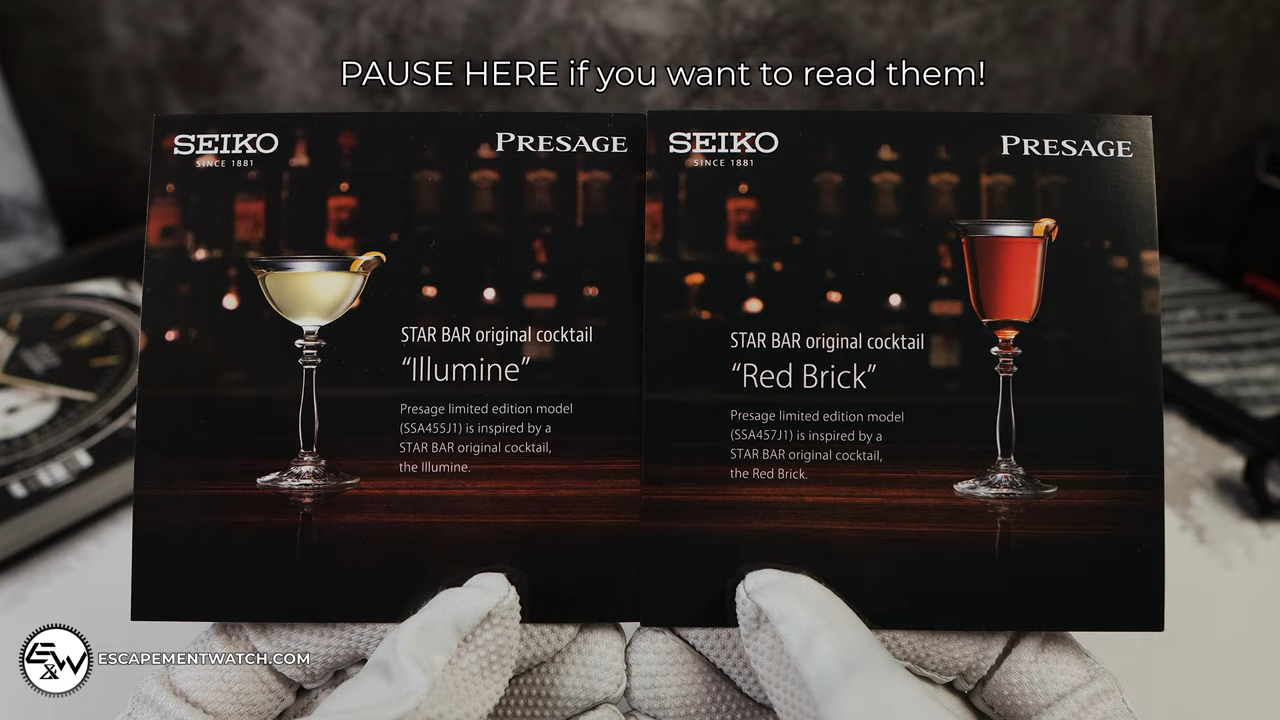 PAUSE HERE if you want to read them!
SEIKO
SINCE 1881
PRESAGE
STAR BAR original cocktail
“Illumine”
Presage limited edition model
(SSA455J1) is inspired by a
STAR BAR original cocktail,
the Illumine.
SEIKO
SINCE 1881
PRESAGE
STAR BAR original cocktail
“Red Brick”
Presage limited edition model
(SSA457J1) is inspired by a
STAR BAR original cocktail,
the Red Brick.
E&W
ESCAPEMENTWATCH.COM